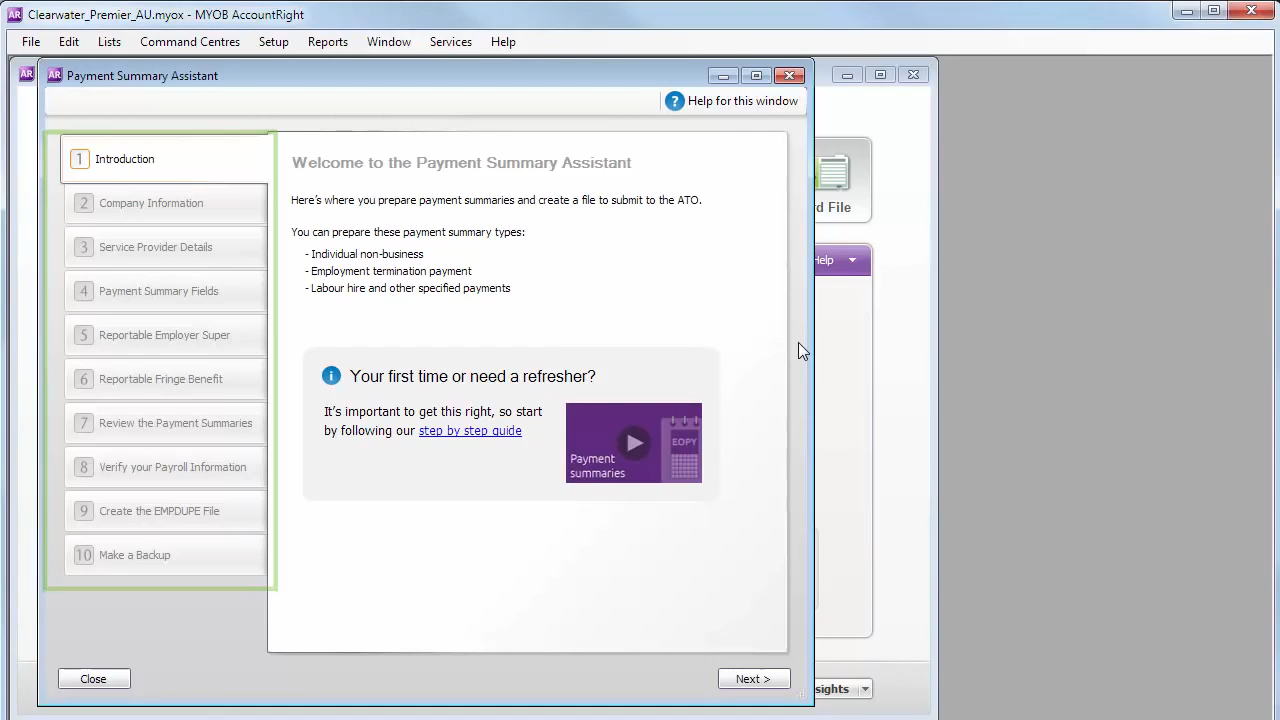 AR Clearwater_Premier_AU.myox - MYOB AccountRight
File Edit Lists Command Centres Setup Reports Window Services Help
AR
AR Payment Summary Assistant
? Help for this window
1 Introduction
2 Company Information
3 Service Provider Details
4 Payment Summary Fields
5 Reportable Employer Super
6 Reportable Fringe Benefit
7 Review the Payment Summaries
8 Verify your Payroll Information
9 Create the EMPDUPE File
10 Make a Backup
Welcome to the Payment Summary Assistant
Here's where you prepare payment summaries and create a file to submit to the ATO.
You can prepare these payment summary types:
- Individual non-business
- Employment termination payment
- Labour hire and other specified payments
i Your first time or need a refresher?
It's important to get this right, so start
by following our step by step guide
EOPY
Payment
summaries
Close
Next >
d File
Help
sights